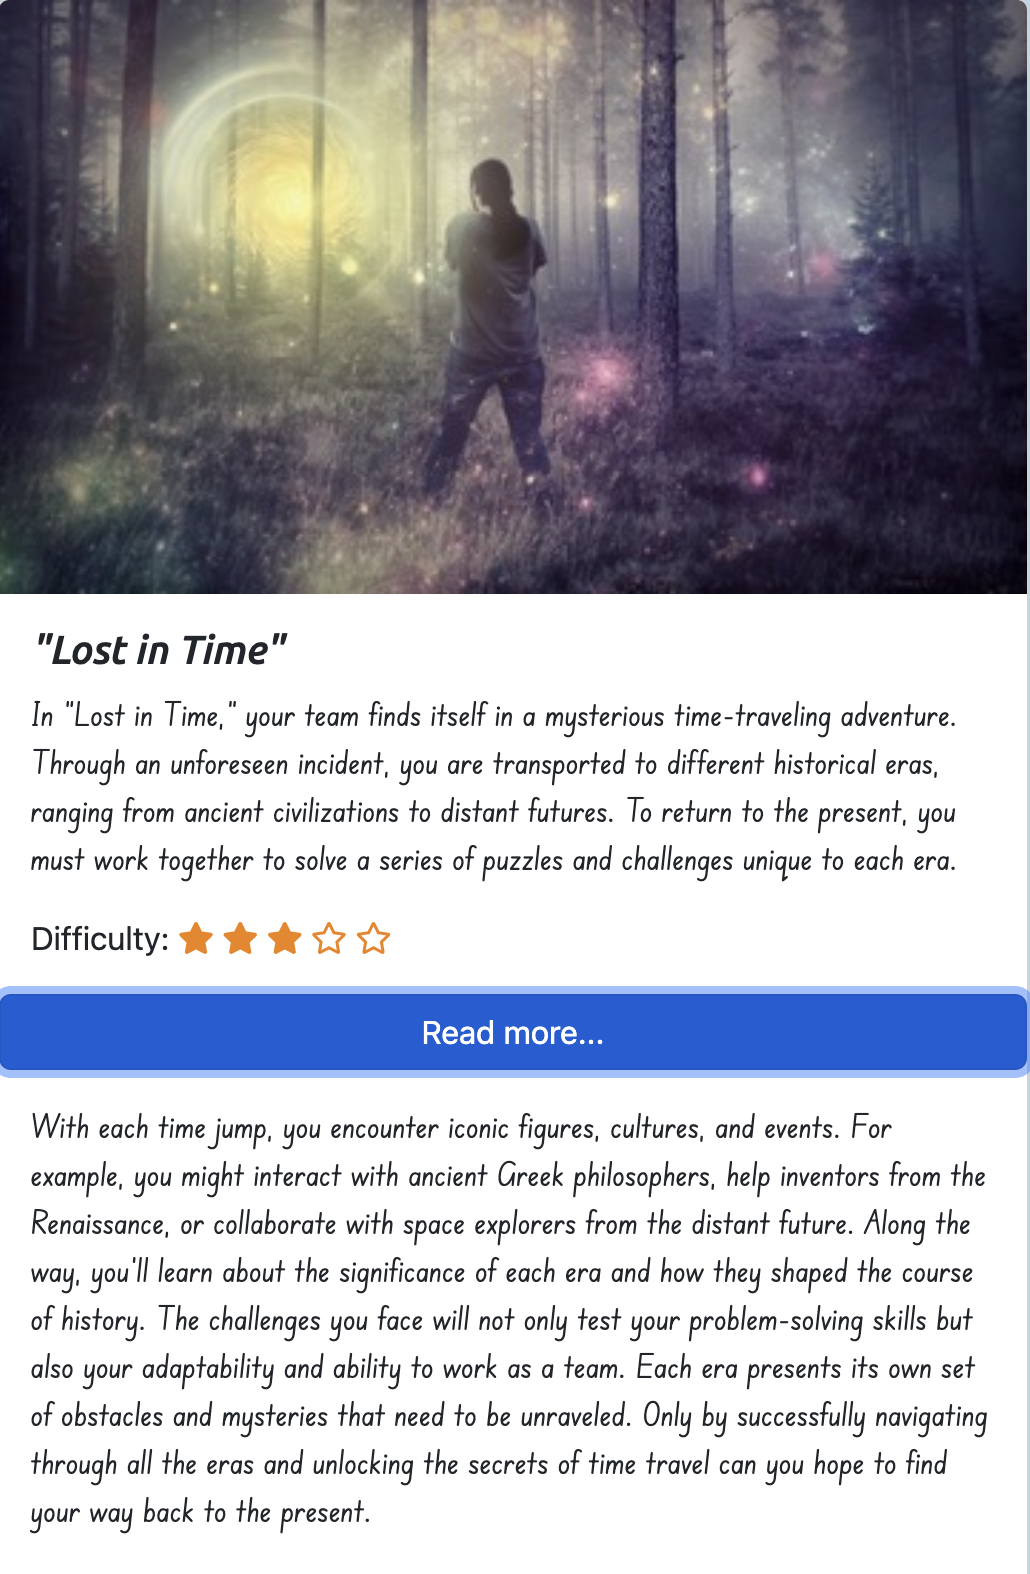 "Lost in Time"
In "Lost in Time," your team finds itself in a mysterious time-traveling adventure.
Through an unforeseen incident, you are transported to different historical eras,
ranging from ancient civilizations to distant futures. To return to the present, you
must work together to solve a series of puzzles and challenges unique to each era.
Difficulty:
Read more...
With each time jump, you encounter iconic figures, cultures, and events. For
example, you might interact with ancient Greek philosophers, help inventors from the
Renaissance, or collaborate with space explorers from the distant future. Along the
way, you'll learn about the significance of each era and how they shaped the course
of history. The challenges you face will not only test your problem-solving skills but
also your adaptability and ability to work as a team. Each era presents its own set
of obstacles and mysteries that need to be unraveled. Only by successfully navigating
through all the eras and unlocking the secrets of time travel can you hope to find
your way back to the present.